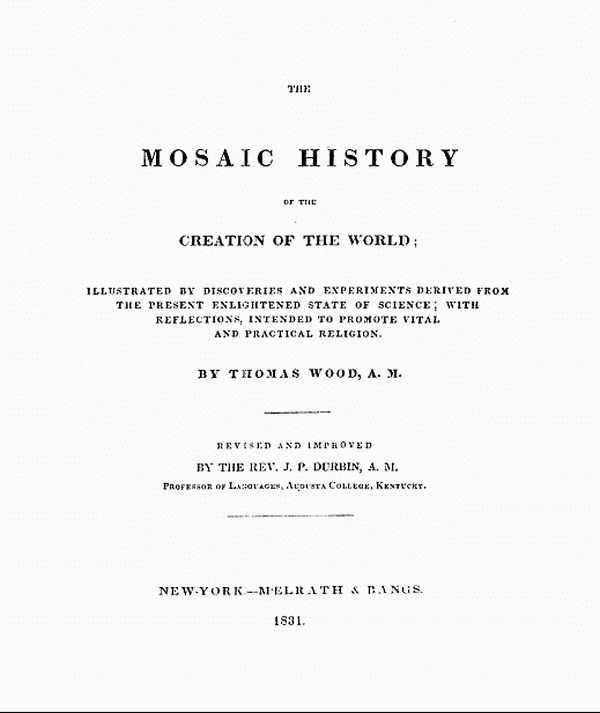 THE
MOSAIC HISTORY
OF THE
CREATION OF THE WORLD;
ILLUSTRATED BY DISCOVERIES AND EXPERIMENTS DERIVED FROM
THE PRESENT ENLIGHTENED STATE OF SCIENCE; WITH
REFLECTIONS, INTENDED TO PROMOTE VITAL
AND PRACTICAL RELIGION.
BY THOMAS WOOD, A. M.
REVISED AND IMPROVED
BY THE REV. J. P. DURBIN, A. M.
PROFESSOR OF LANGUAGES, AUGUSTA COLLEGE, KENTUCKY.
NEW-YORK.—M'ELRATH & BANGS.
1831.